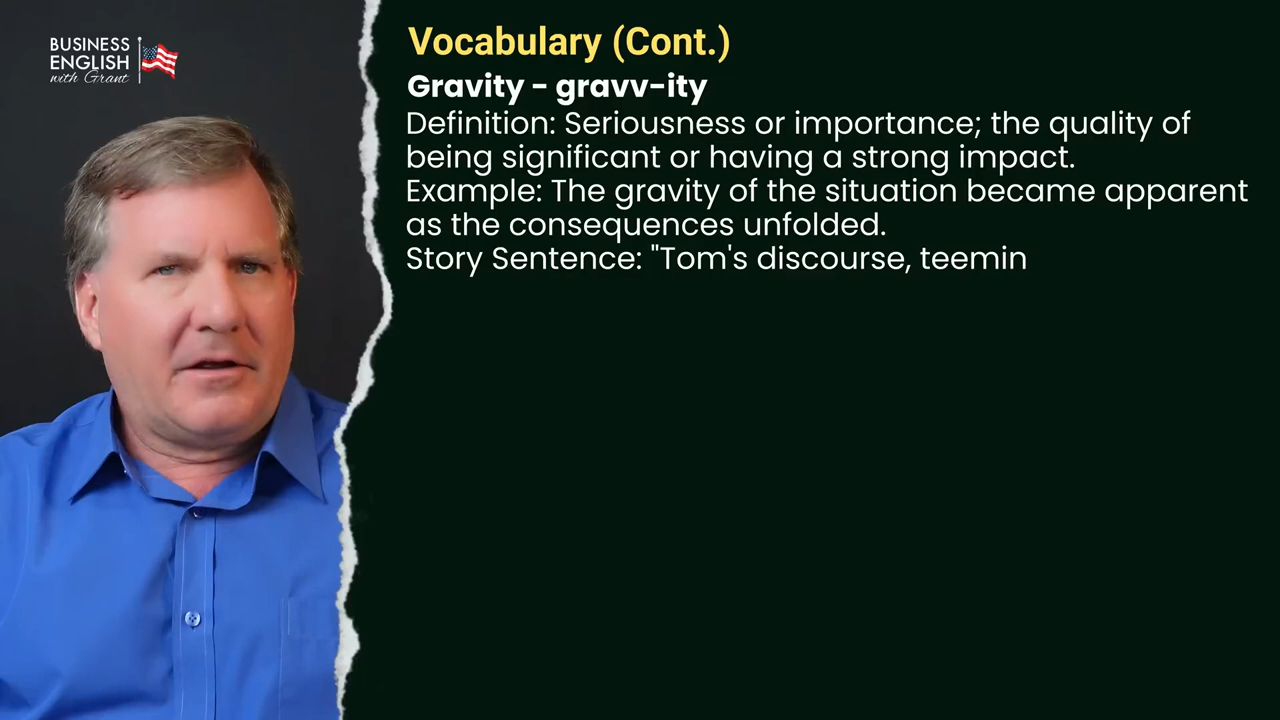 BUSINESS
ENGLISH
with Grant
Vocabulary (Cont.)
Gravity - gravv-ity
Definition: Seriousness or importance; the quality of
being significant or having a strong impact.
Example: The gravity of the situation became apparent
as the consequences unfolded.
Story Sentence: "Tom's discourse, teemin